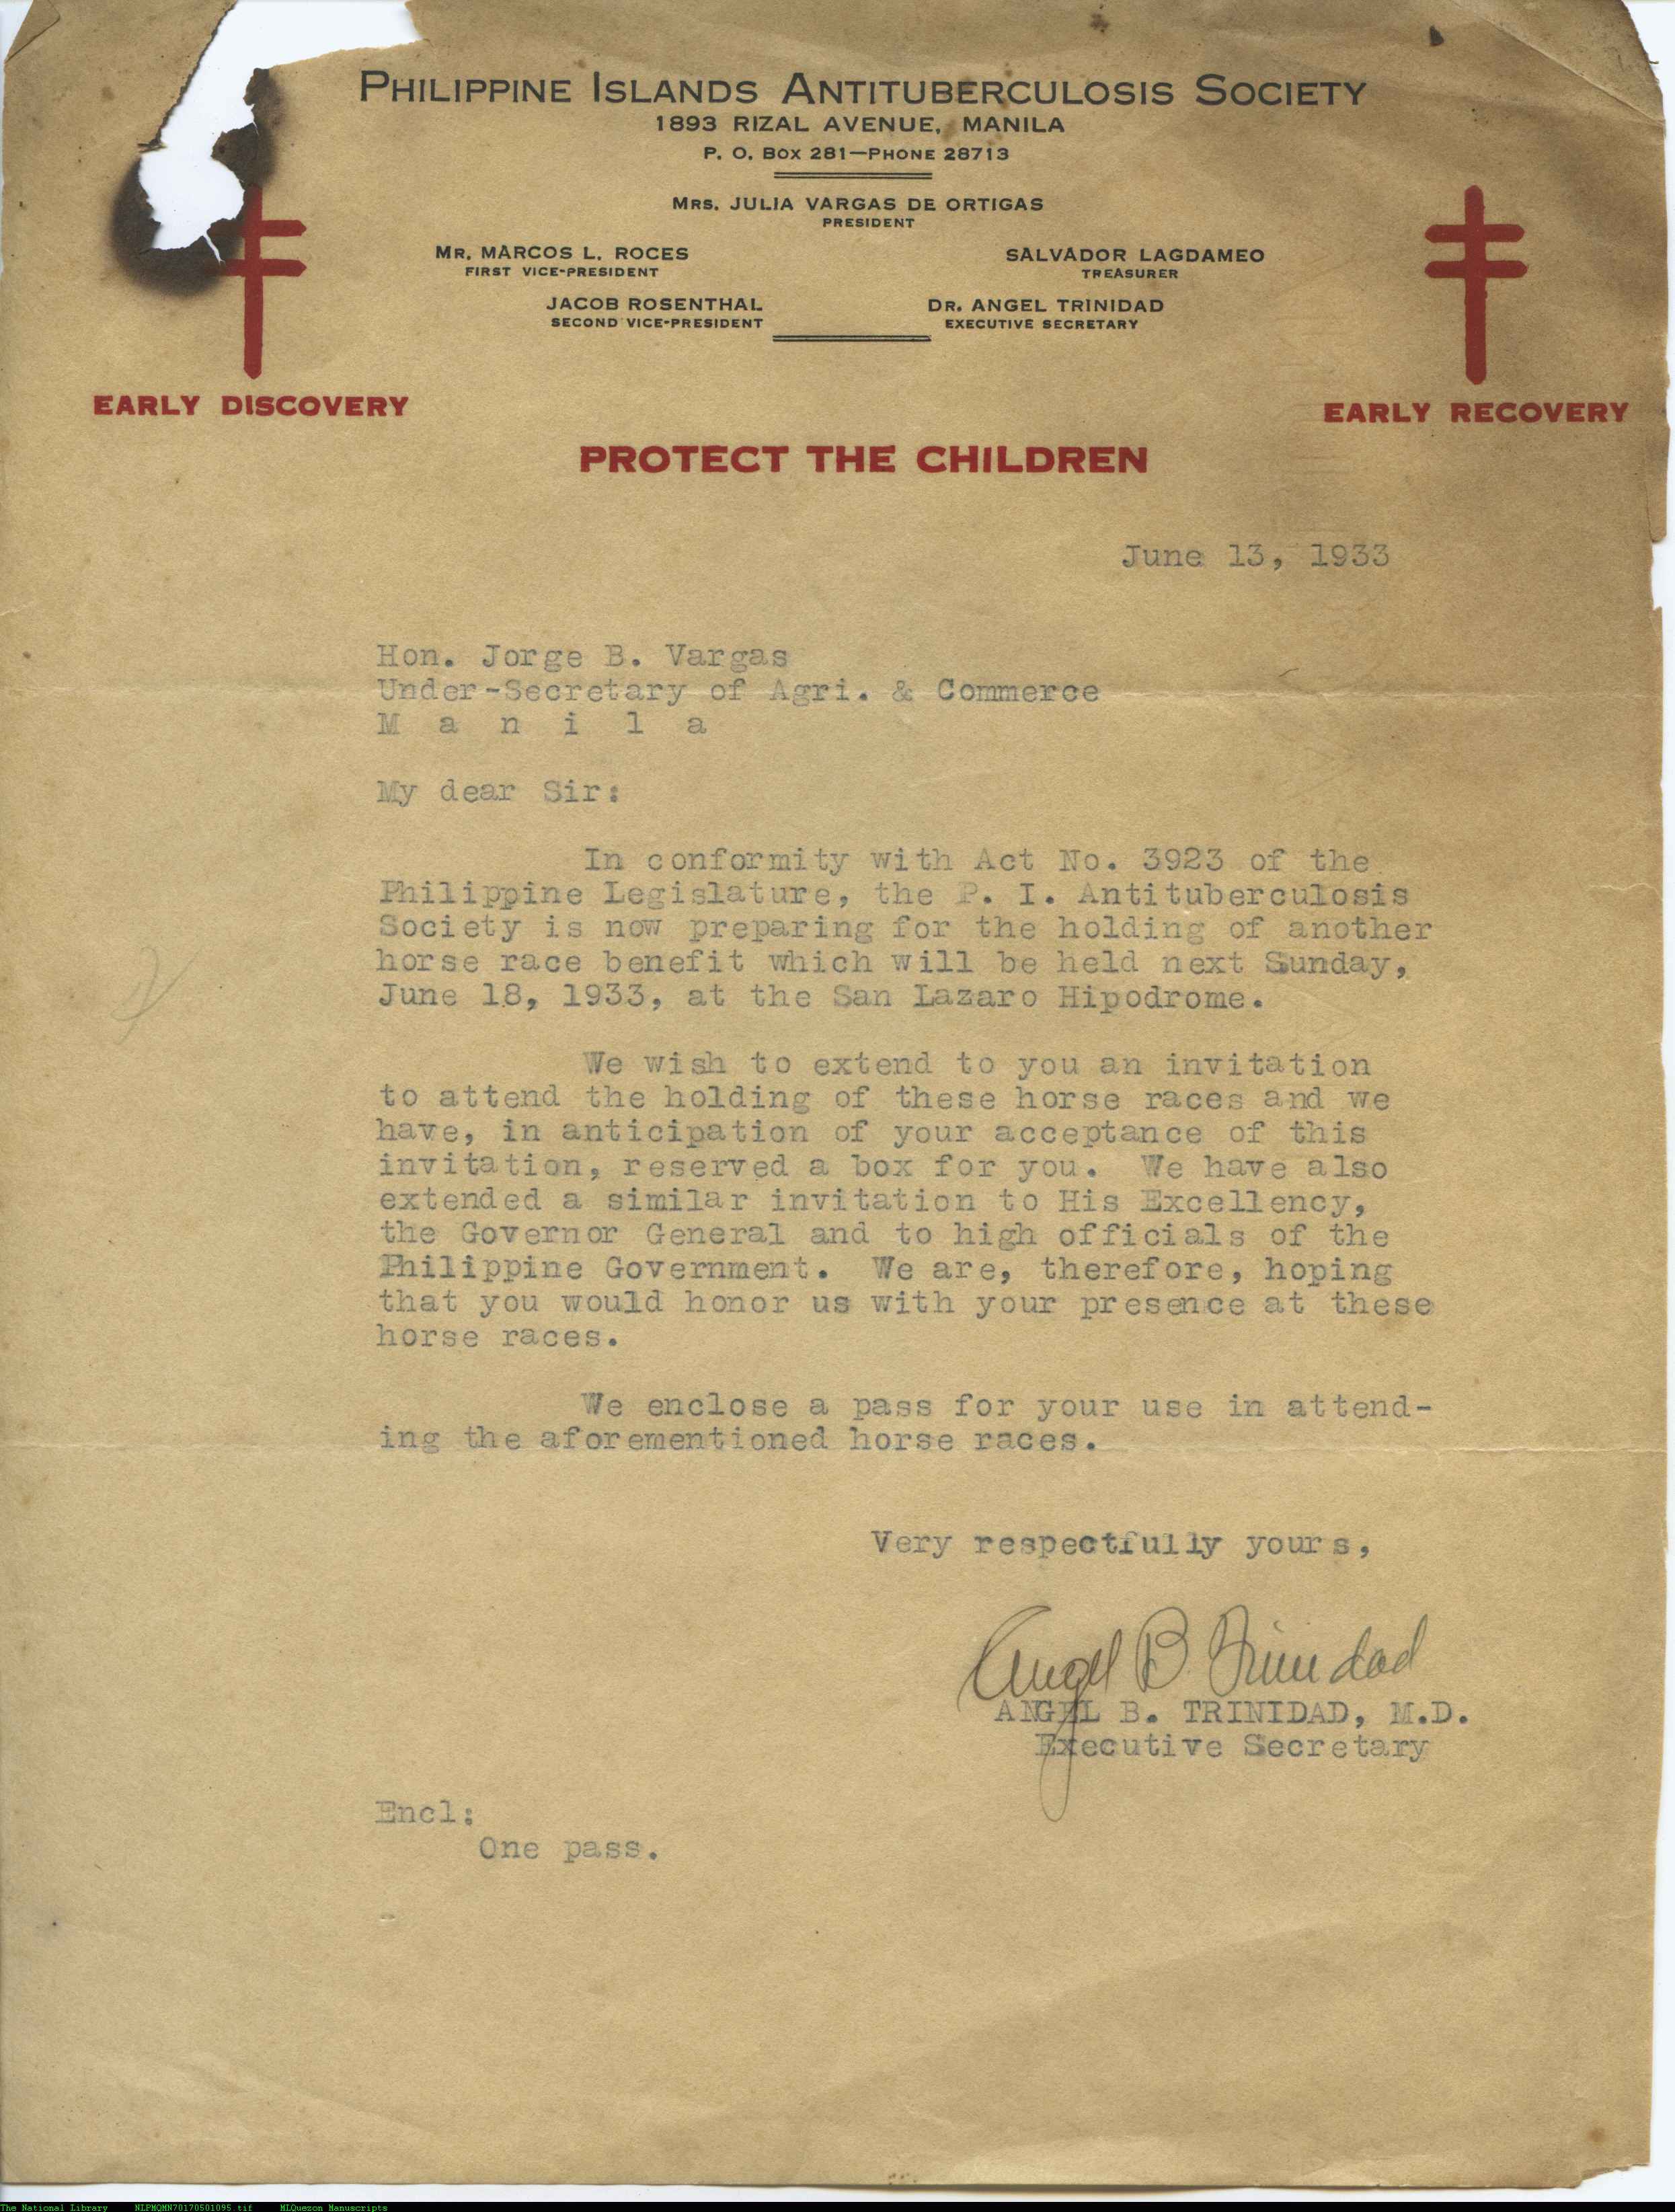 PHILIPPINE ISLANDS ANTITUBERCULOSIS SOCIETY
1893 RIZAL AVENUE, MANILA
P. O. BOX 281—PHONE 28713
MRS. JULIA VARGAS DE ORTIGAS
PRESIDENT
MR. MARCOS L. ROCES
FIRST VICE-PRESIDENT
SALVADOR LAGDAMEO
TREASURER
JACOB ROSENTHAL
SECOND VICE-PRESIDENT
DR. ANGEL TRINIDAD
EXECUTIVE SECRETARY
EARLY DISCOVERY
EARLY RECOVERY
PROTECT THE CHILDREN
June 13, 1933
Hon. Jorge B. Vargas
Under-Secretary of Agri. & Commerce
M a n i l a
My dear Sir:
In conformity with Act No. 3923 of the
Philippine Legislature, the P. I. Antituberculosis
Society is now preparing for the holding of another
horse race benefit which will be held next Sunday,
June 18, 1933, at the San Lazaro Hipodrome.
We wish to extend to you an invitation
to attend the holding of these horse races and we
have, in anticipation of your acceptance of this
invitation, reserved a box for you. We have also
extended a similar invitation to His Excellency,
the Governor General and to high officials of the
Philippine Government. We are, therefore, hoping
that you would honor us with your presence at these
horse races.
We enclose a pass for your use in attend-
ing the aforementioned horse races.
Very respectfully yours,
Angel B. Trinidad
ANGEL B. TRINIDAD, M.D.
Executive Secretary
Encl:
One pass.
The National Library NLPMQMN70170501095.tif MLQuezon Manuscripts